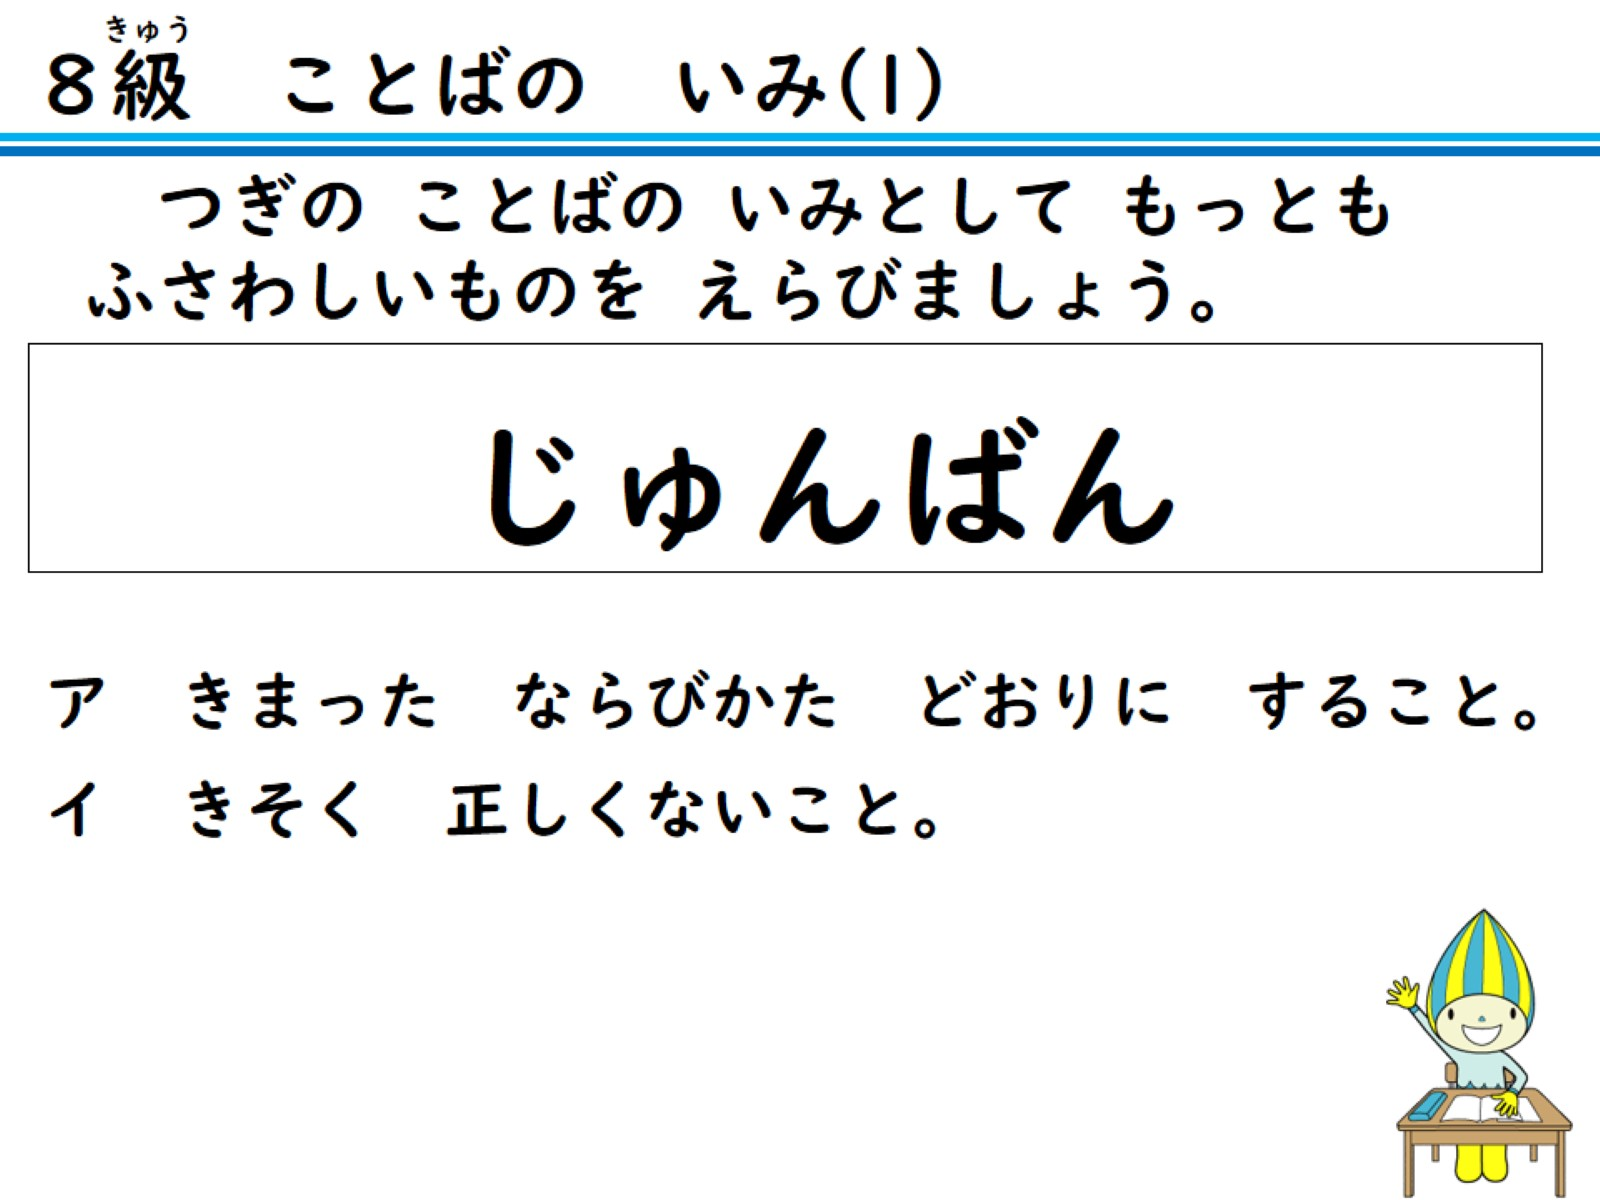 きゅう
8級　ことばの　いみ(1)
つぎの ことばの いみとして もっとも
ふさわしいものを えらびましょう。
じゅんばん
ア　きまった　ならびかた　どおりに　すること。
イ　きそく　正しくないこと。